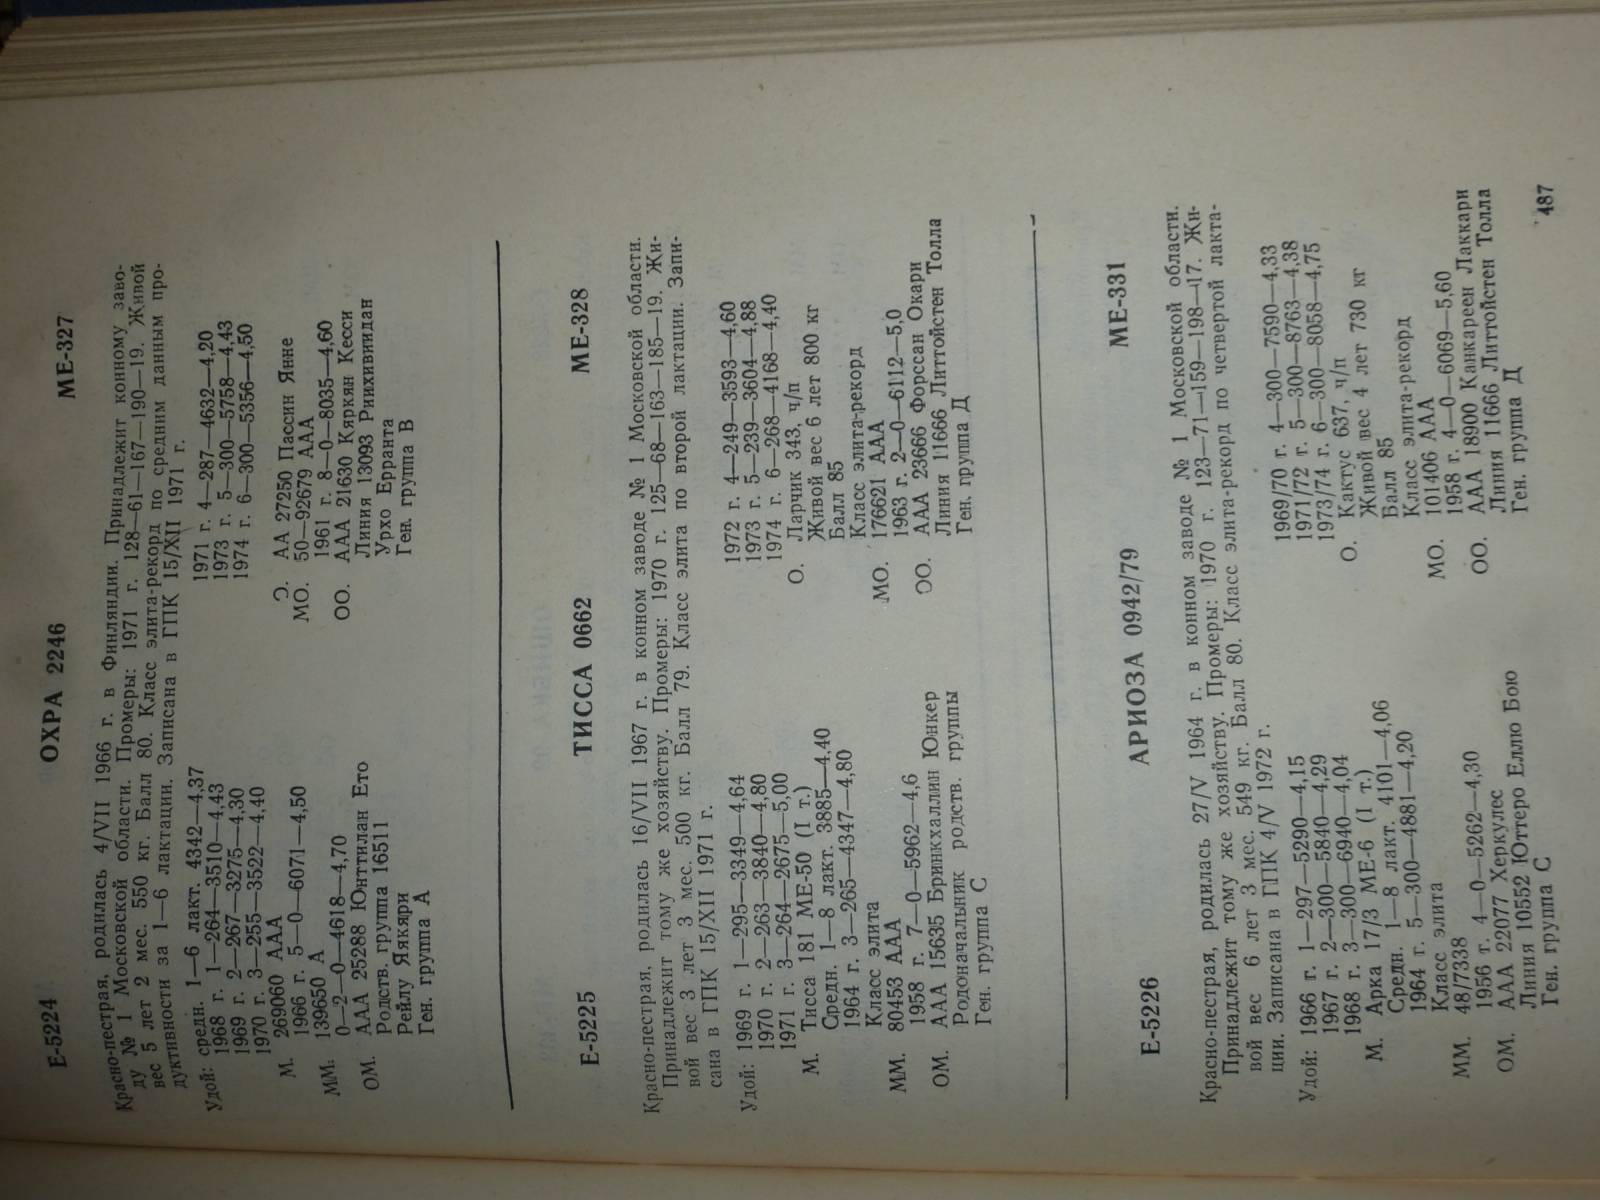 Е-5224 ОХРА 2246 МЕ-327
Красно-пестрая, родилась 4/VII 1966 г. в Финляндии. Принадлежит конному заво-
ду № 1 Московской области. Промеры: 1971 г. 128—61—167—190—19. Живой
вес 5 лет 2 мес. 550 кг. Балл 80. Класс элита-рекорд по средним данным про-
дуктивности за 1—6 лактации. Записана в ГПК 15/XII 1971 г.
Удой: средн. 1—6 лакт. 4342—4,37
1968 г. 1—264—3510—4,43
1969 г. 2—267—3275—4,30
1970 г. 3—255—3522—4,40
М. 269060 ААА
1966 г. 5—0—6071—4,50
ММ. 139650 А
0—2—0—4618—4,70
ОМ. ААА 25288 Юнттилан Ето
Родств. группа 16511
Рейлу Яякяри
Ген. группа А
1971 г. 4—287—4632—4,20
1973 г. 5—300—5758—4,43
1974 г. 6—300—5356—4,50
О. АА 27250 Пассин Янне
МО. 50—92679 ААА
1961 г. 8—0—8035—4,60
ОО. ААА 21630 Кяркян Кесси
Линия 13093 Риихивиидан
Урхо Ерранта
Ген. группа В
Е-5225 ТИССА 0662 МЕ-328
Красно-пестрая, родилась 16/VII 1967 г. в конном заводе № 1 Московской области.
Принадлежит тому же хозяйству. Промеры: 1970 г. 125—68—163—185—19. Жи-
вой вес 3 лет 3 мес. 500 кг. Балл 79. Класс элита по второй лактации. Запи-
сана в ГПК 15/XII 1971 г.
Удой: 1969 г. 1—295—3349—4,64
1970 г. 2—263—3840—4,80
1971 г. 3—264—2675—5,00
М. Тисса 181 МЕ-50 (I т.)
Средн. 1—8 лакт. 3885—4,40
1964 г. 3—265—4347—4,80
Класс элита
ММ. 80453 ААА
1958 г. 7—0—5962—4,6
ОМ. ААА 15635 Бринкхаллин Юнкер
Родоначальник родств. группы
Ген. группа С
1972 г. 4—249—3593—4,60
1973 г. 5—239—3604—4,88
1974 г. 6—268—4168—4,40
О. Ларчик 343, ч/п
Живой вес 6 лет 800 кг
Балл 85
Класс элита-рекорд
МО. 176621 ААА
1963 г. 2—0—6112—5,0
ОО. ААА 23666 Форссан Окари
Линия 11666 Литтойстен Толла
Ген. группа Д
Е-5226 АРИОЗА 0942/79 МЕ-331
Красно-пестрая, родилась 27/V 1964 г. в конном заводе № 1 Московской области.
Принадлежит тому же хозяйству. Промеры: 1970 г. 123—71—159—198—17. Жи-
вой вес 6 лет 3 мес. 549 кг. Балл 80. Класс элита-рекорд по четвертой лакта-
ции. Записана в ГПК 4/V 1972 г.
Удой: 1966 г. 1—297—5290—4,15
1967 г. 2—300—5840—4,29
1968 г. 3—300—6940—4,04
М. Арка 17/3 МЕ-6 (I т.)
Средн. 1—8 лакт. 4101—4,06
1964 г. 5—300—4881—4,20
Класс элита
ММ. 48/7338
1956 г. 4—0—5262—4,30
ОМ. ААА 22077 Херкулес
Линия 10552 Юттеро Еллю Бою
Ген. группа С
1969/70 г. 4—300—7590—4,33
1971/72 г. 5—300—8763—4,38
1973/74 г. 6—300—8058—4,75
О. Кактус 637, ч/п
Живой вес 4 лет 730 кг
Балл 85
Класс элита-рекорд
МО. 101406 ААА
1958 г. 4—0—6069—5,60
ОО. ААА 18900 Канкареен Лаккари
Линия 11666 Литтойстен Толла
Ген. группа Д
487